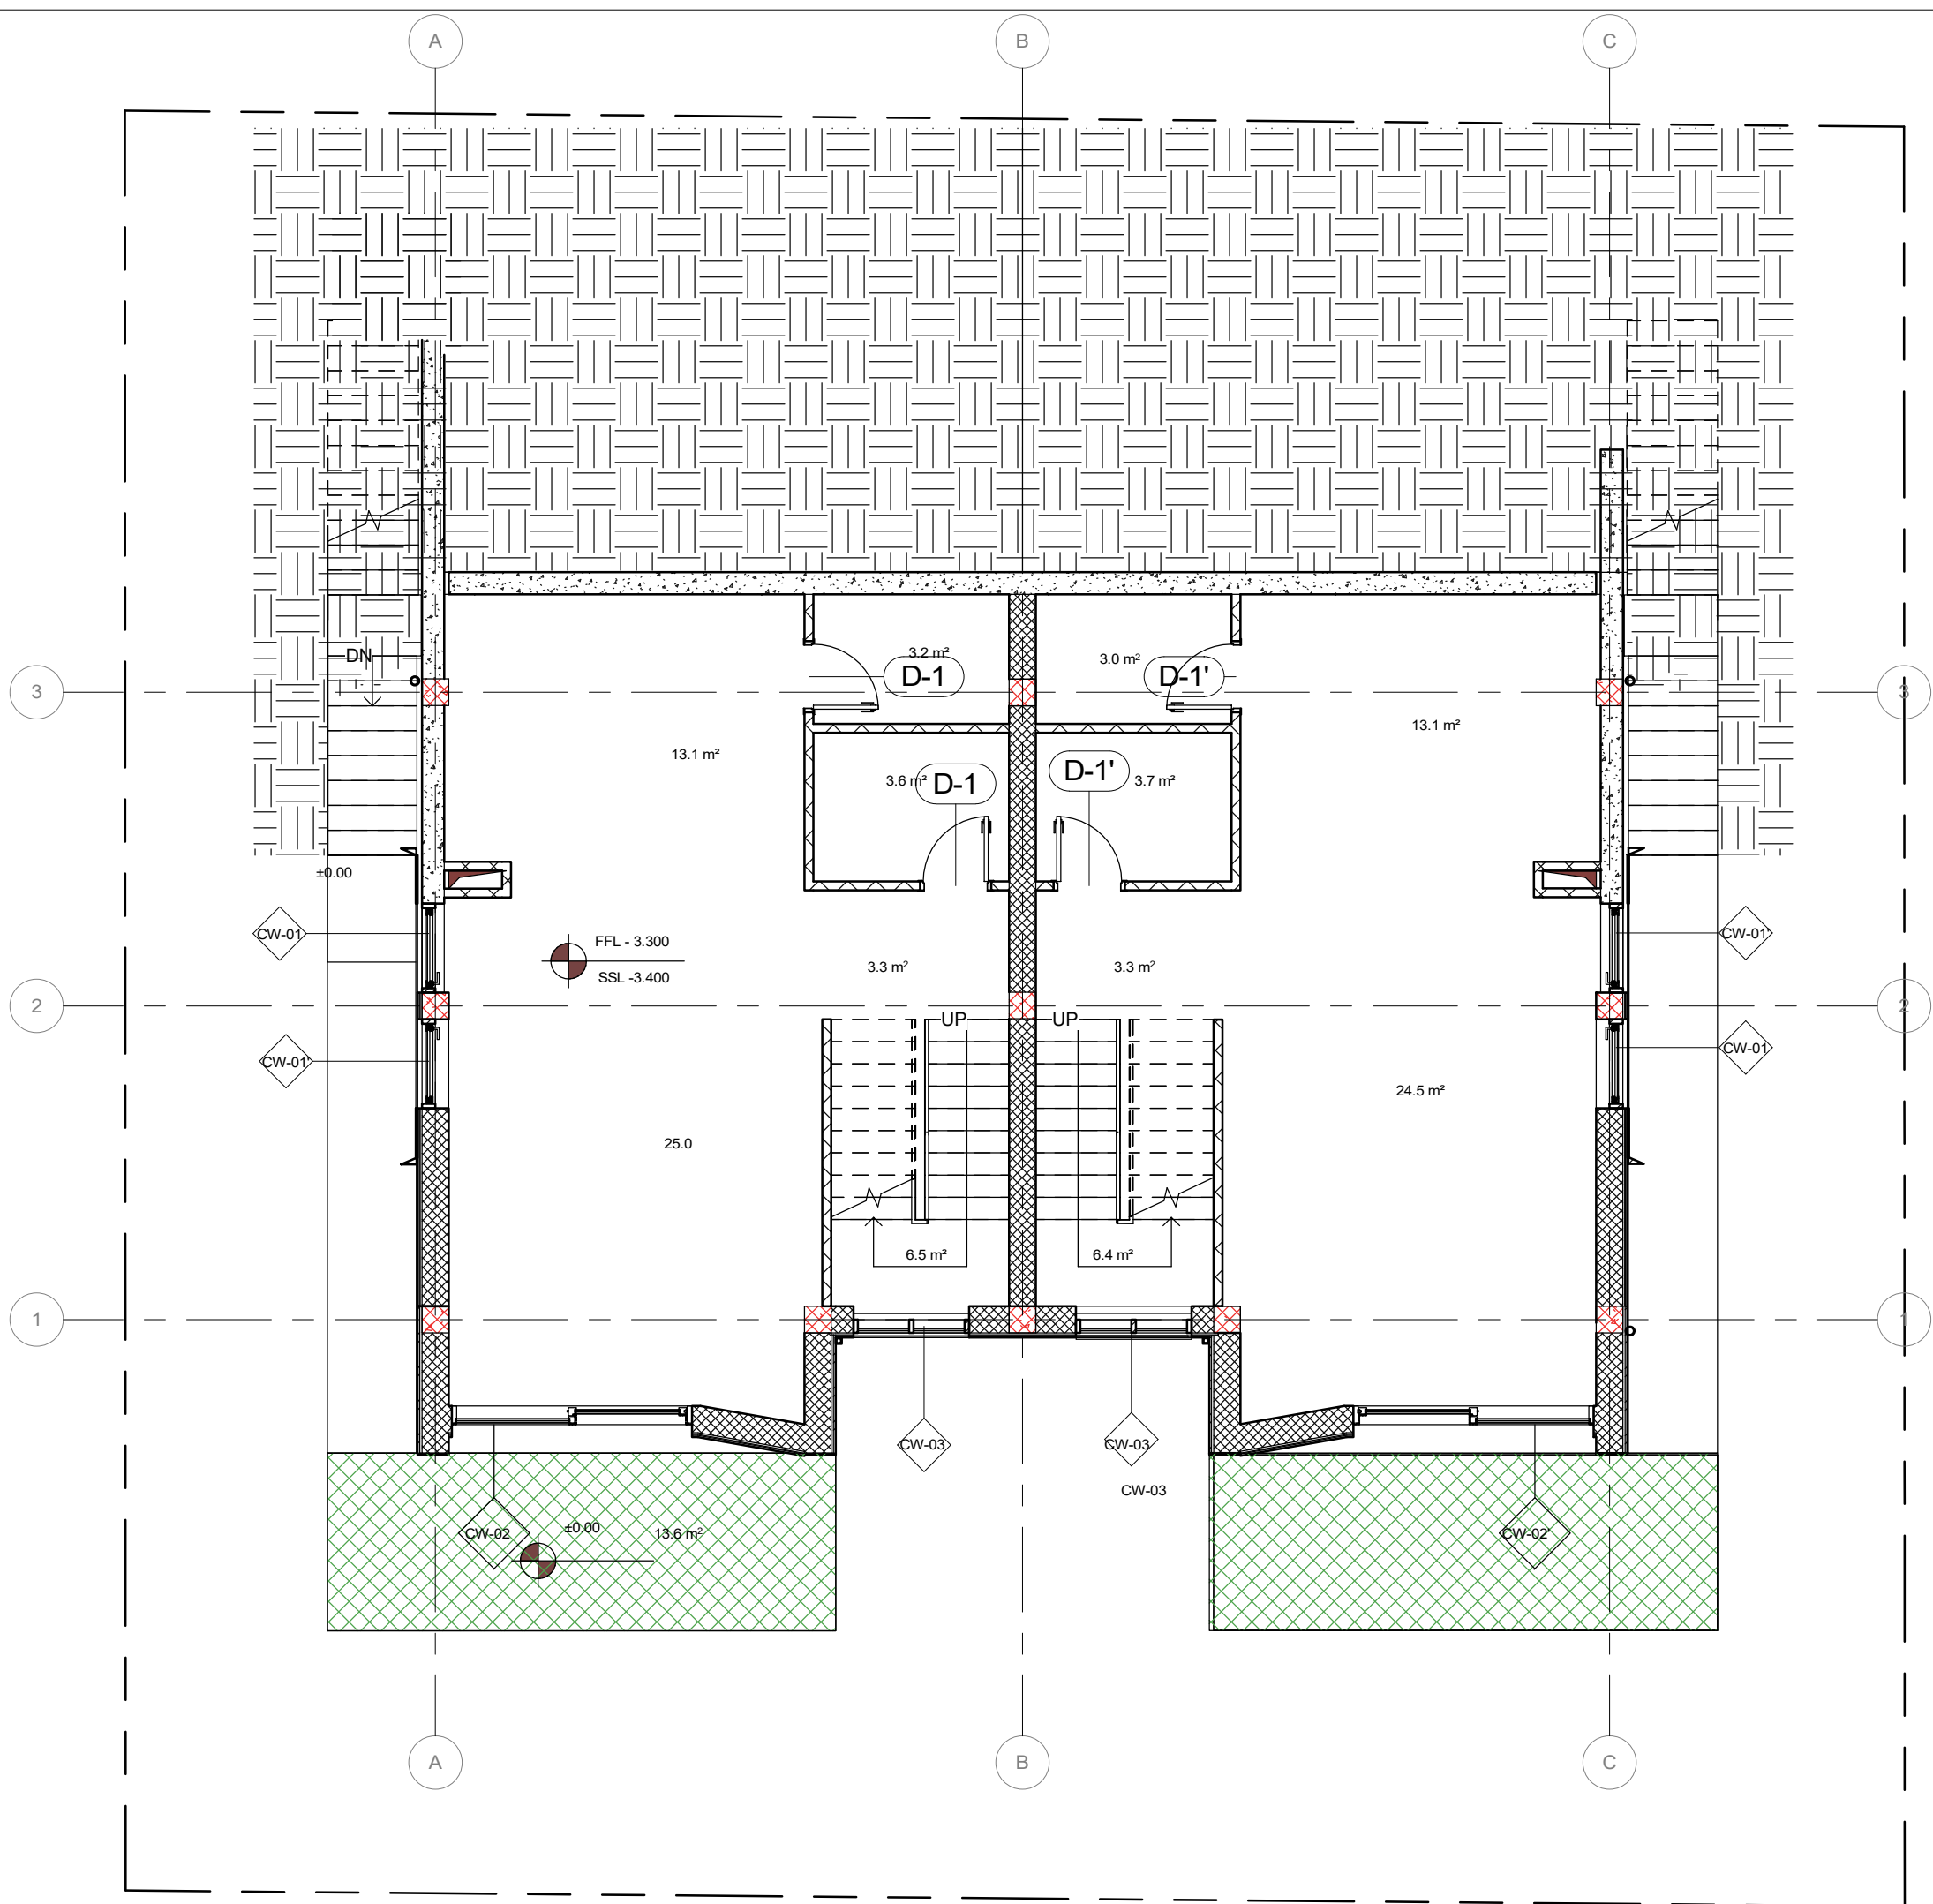 A
B
C
DN
3.2 m²
3.0 m²
D-1
D-1'
3
3
13.1 m²
13.1 m²
3.6 m²
D-1
D-1'
3.7 m²
±0.00
CW-01
CW-01'
FFL - 3.300
SSL -3.400
3.3 m²
3.3 m²
2
2
UP
UP
CW-01'
CW-01
24.5 m²
25.0
6.5 m²
6.4 m²
1
1
CW-03
CW-03
CW-03
CW-02
±0.00
13.6 m²
CW-02'
A
B
C